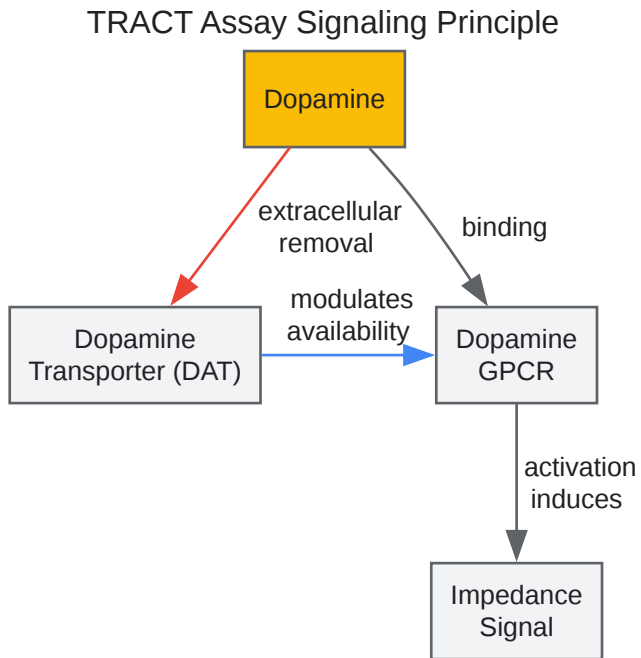 TRACT Assay Signaling Principle
Dopamine
extracellular
removal
binding
modulates
availability
Dopamine
Transporter (DAT)
Dopamine
GPCR
activation
induces
Impedance
Signal